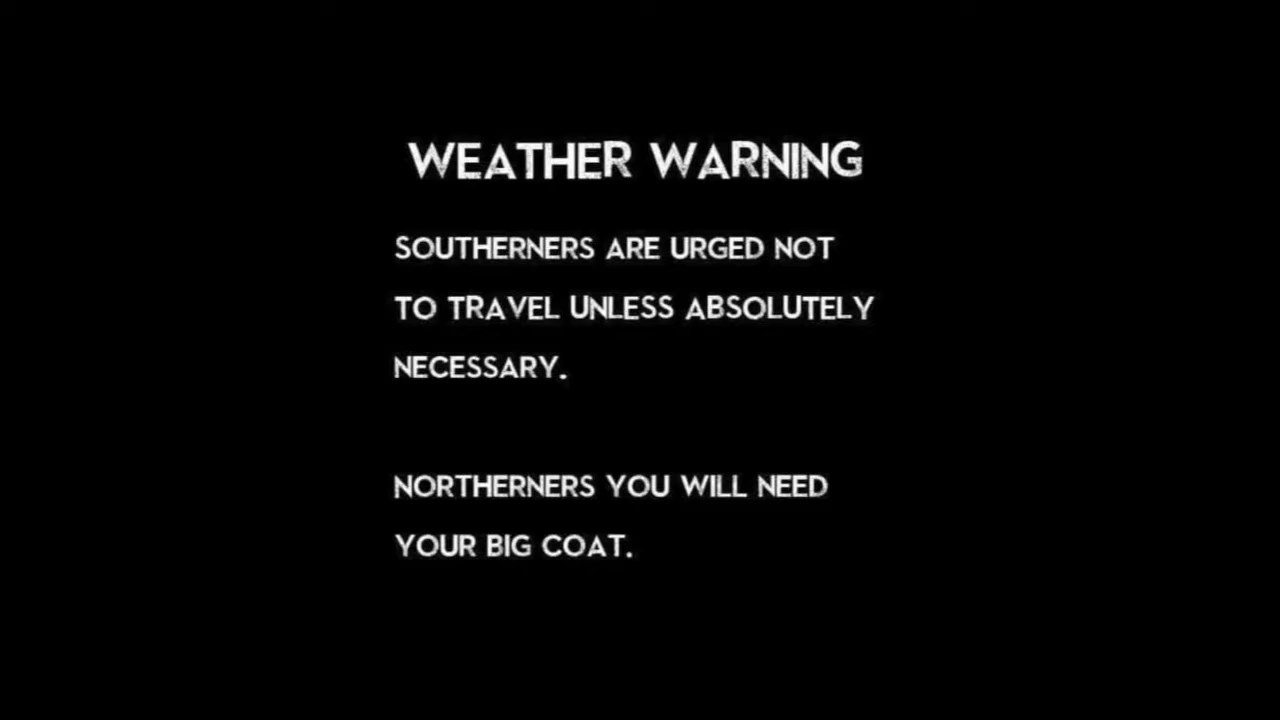 WEATHER WARNING
SOUTHERNERS ARE URGED NOT
TO TRAVEL UNLESS ABSOLUTELY
NECESSARY.
NORTHERNERS YOU WILL NEED
YOUR BIG COAT.